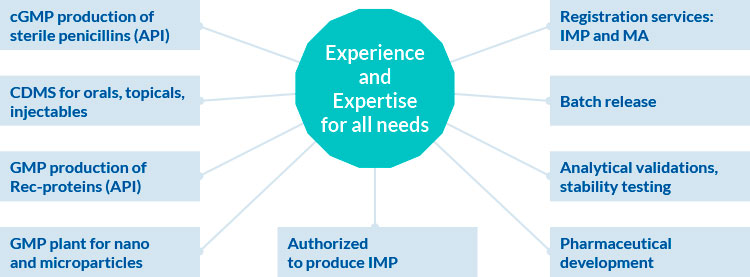 cGMP production of
sterile penicillins (API)
CDMS for orals, topicals,
injectables
GMP production of
Rec-proteins (API)
GMP plant for nano
and microparticles
Experience
and
Expertise
for all needs
Authorized
to produce IMP
Registration services:
IMP and MA
Batch release
Analytical validations,
stability testing
Pharmaceutical
development